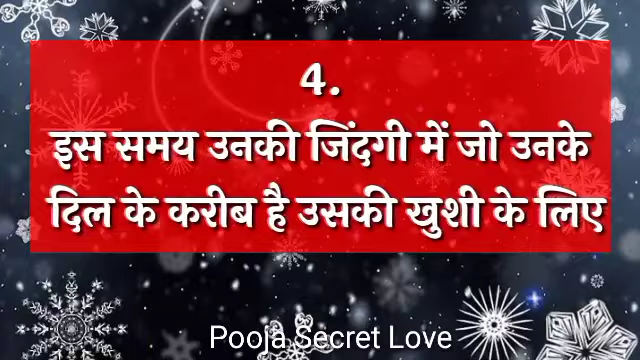 4.
इस समय उनकी जिंदगी में जो उनके
दिल के करीब है उसकी खुशी के लिए
Pooja Secret Love